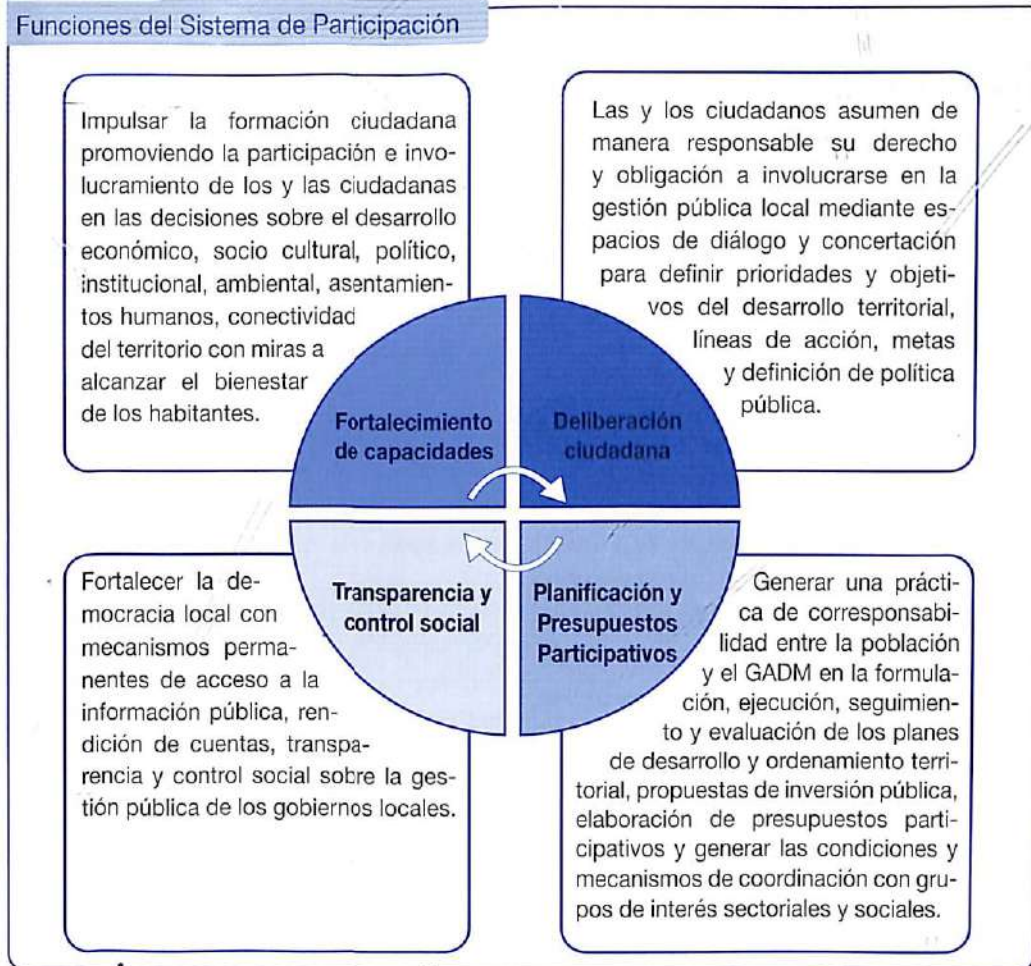 Funciones del Sistema de Participación
Impulsar la formación ciudadana
promoviendo la participación e invo-
lucramiento de los y las ciudadanas
en las decisiones sobre el desarrollo
económico, socio cultural, político,
institucional, ambiental, asentamien-
tos humanos, conectividad
del territorio con miras a
alcanzar el bienestar
de los habitantes.
Las y los ciudadanos asumen de
manera responsable su derecho
y obligación a involucrarse en la
gestión pública local mediante es-
pacios de diálogo y concertación
para definir prioridades y objeti-
vos del desarrollo territorial,
líneas de acción, metas
y definición de política
pública.
Fortalecimiento
de capacidades
Deliberación
ciudadana
Transparencia y
control social
Planificación y
Presupuestos
Participativos
Fortalecer la de-
mocracia local con
mecanismos perma-
nentes de acceso a la
información pública, ren-
dición de cuentas, transpa-
rencia y control social sobre la ges-
tión pública de los gobiernos locales.
Generar una prácti-
ca de corresponsabi-
lidad entre la población
y el GADM en la formula-
ción, ejecución, seguimien-
to y evaluación de los planes
de desarrollo y ordenamiento terri-
torial, propuestas de inversión pública,
elaboración de presupuestos parti-
cipativos y generar las condiciones y
mecanismos de coordinación con gru-
pos de interés sectoriales y sociales.